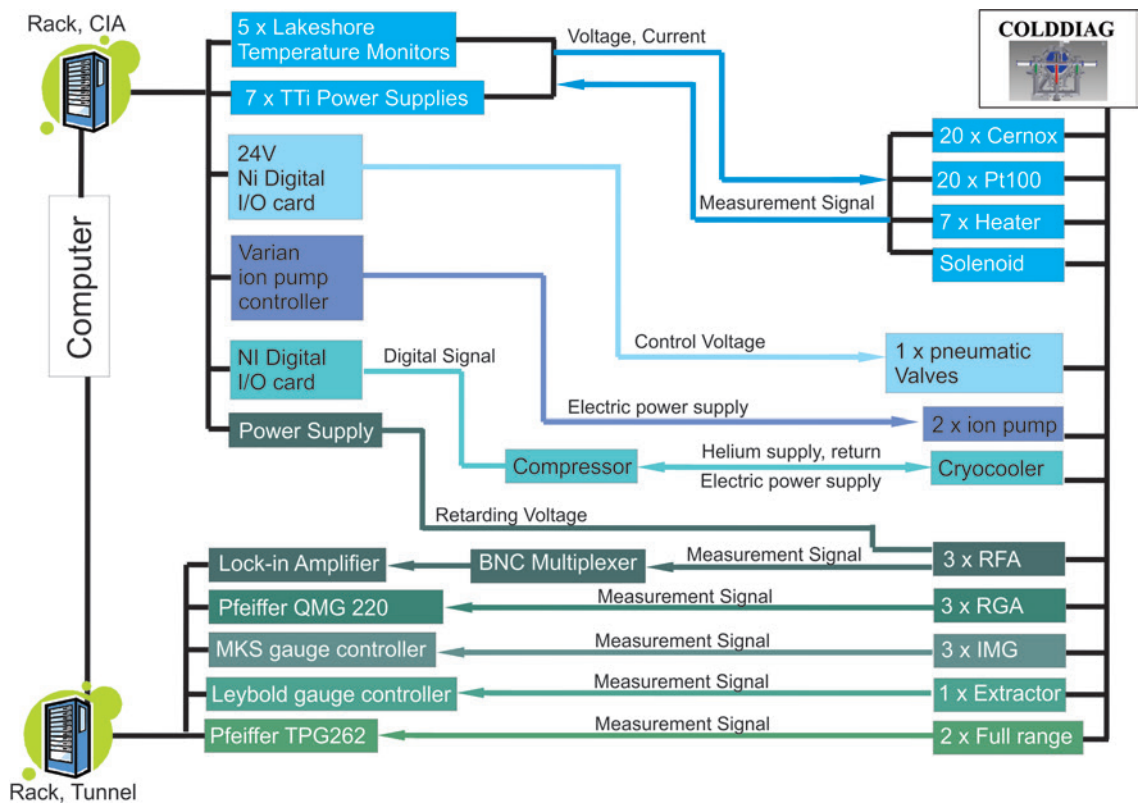 Rack, CIA
5 x Lakeshore
Temperature Monitors
Voltage, Current
COLDDIAG
7 x TTi Power Supplies
20 x Cernox
24V
Ni Digital
I/O card
20 x Pt100
Measurement Signal
7 x Heater
Solenoid
Computer
Varian
ion pump
controller
Control Voltage
1 x pneumatic
Valves
NI Digital
I/O card
Digital Signal
Electric power supply
2 x ion pump
Power Supply
Helium supply, return
Compressor
Cryocooler
Electric power supply
Retarding Voltage
Lock-in Amplifier
BNC Multiplexer
Measurement Signal
3 x RFA
Pfeiffer QMG 220
Measurement Signal
3 x RGA
MKS gauge controller
Measurement Signal
3 x IMG
Leybold gauge controller
Measurement Signal
1 x Extractor
Pfeiffer TPG262
Measurement Signal
2 x Full range
Rack, Tunnel